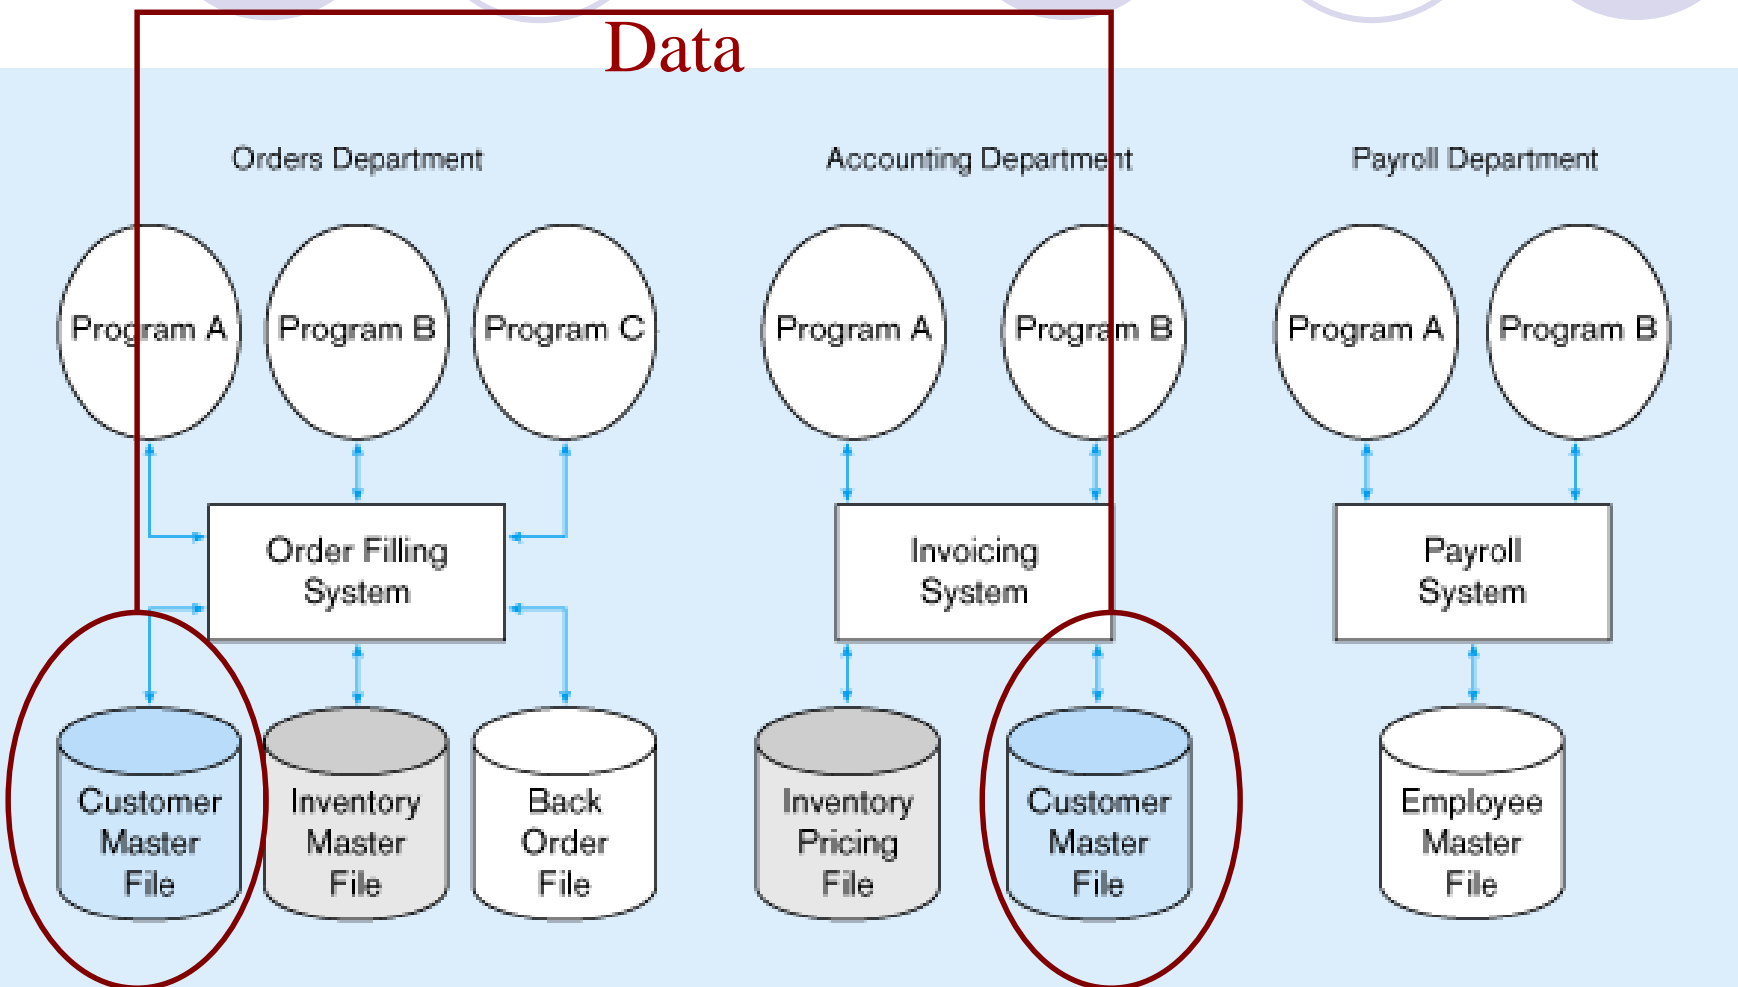 Data
Orders Department
Accounting Department
Payroll Department
Program A
Program B
Program C
Program A
Program B
Program A
Program B
Order Filling
System
Invoicing
System
Payroll
System
Customer
Master
File
Inventory
Master
File
Back
Order
File
Inventory
Pricing
File
Customer
Master
File
Employee
Master
File